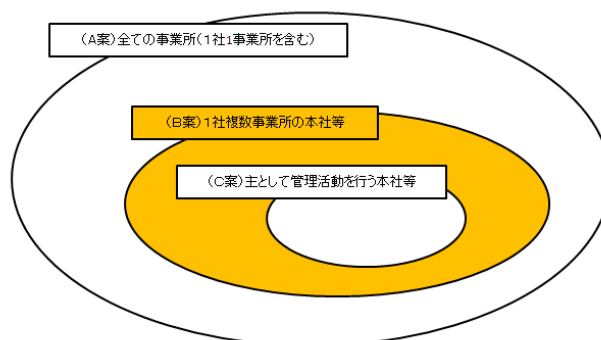 （A案）全ての事業所（1社1事業所を含む）
（B案）１社複数事業所の本社等
（C案）主として管理活動を行う本社等